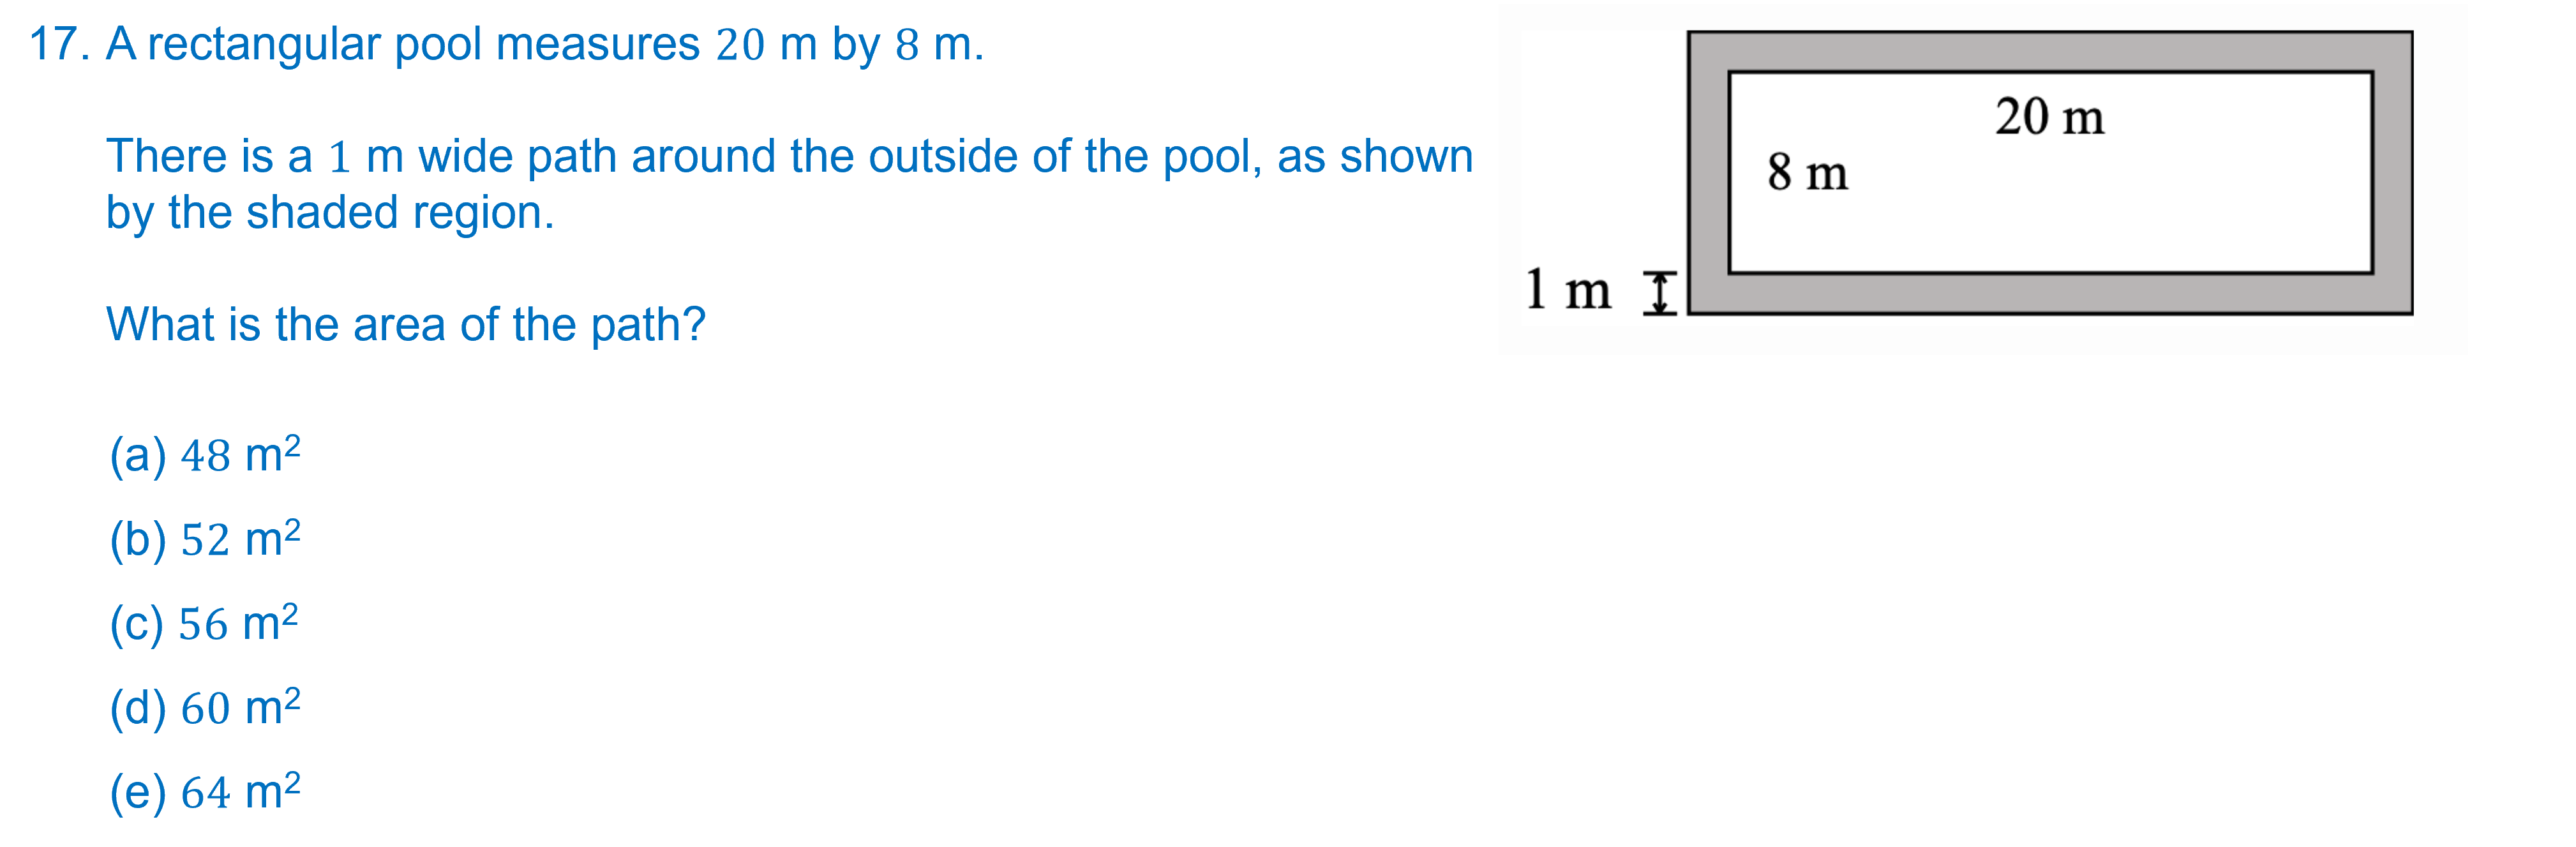 17. A rectangular pool measures 20 m by 8 m.
There is a 1 m wide path around the outside of the pool, as shown
by the shaded region.
What is the area of the path?
20 m
8 m
1 m
(a) 48 m²
(b) 52 m²
(c) 56 m²
(d) 60 m²
(e) 64 m²